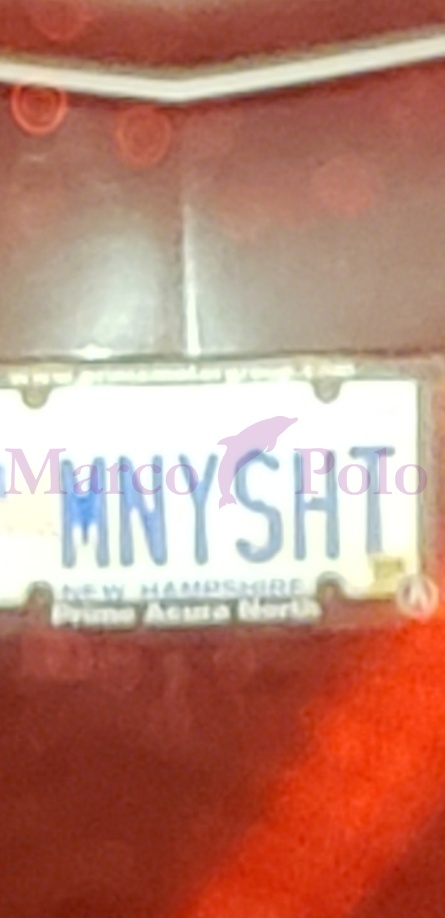 MNYSHT
Marco Polo
NEW HAMPSHIRE
Prime Acura North